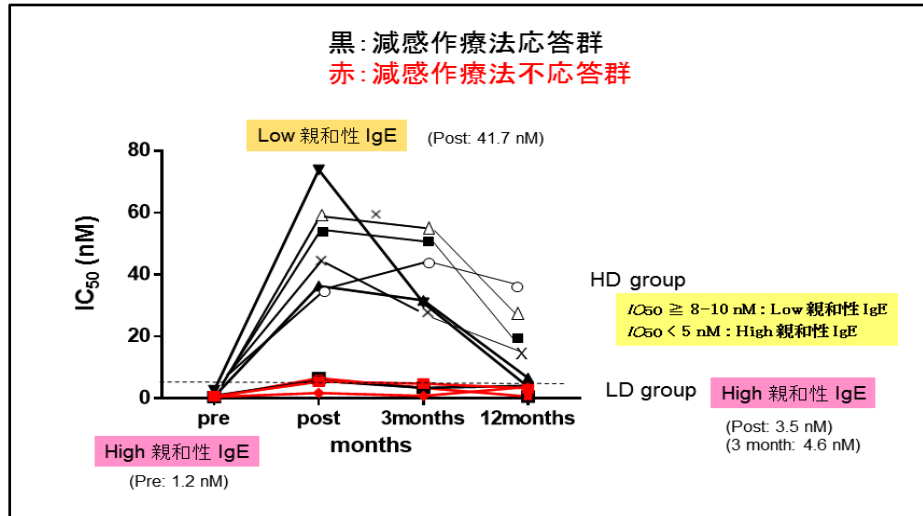 黒：減感作療法応答群
赤：減感作療法不応答群
Low 親和性 IgE
(Post: 41.7 nM)
80
60
40
20
0
IC50 (nM)
HD group
IC50 ≧ 8-10 nM : Low 親和性 IgE
IC50 < 5 nM : High 親和性 IgE
LD group
High 親和性 IgE
(Post: 3.5 nM)
(3 month: 4.6 nM)
pre post 3months 12months
months
High 親和性 IgE
(Pre: 1.2 nM)